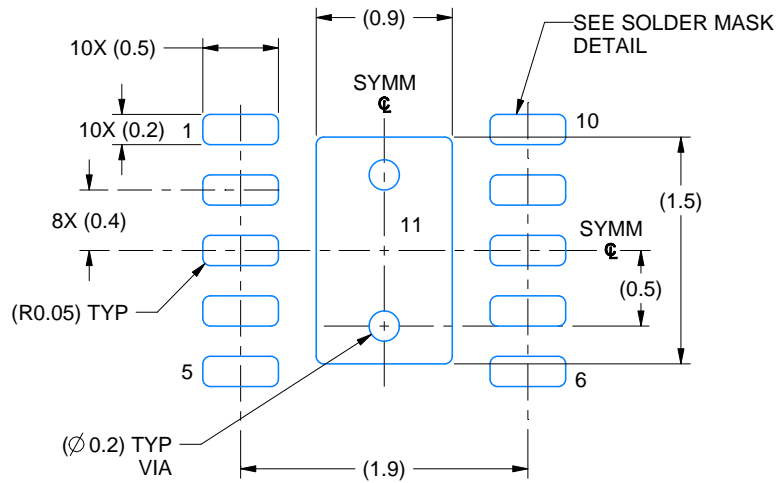 (0.9)
SEE SOLDER MASK
DETAIL
10X (0.5)
SYMM
℄
10X (0.2)
1
10
8X (0.4)
11
(1.5)
SYMM
℄
(0.5)
(R0.05) TYP
5
6
(∅ 0.2) TYP
VIA
(1.9)